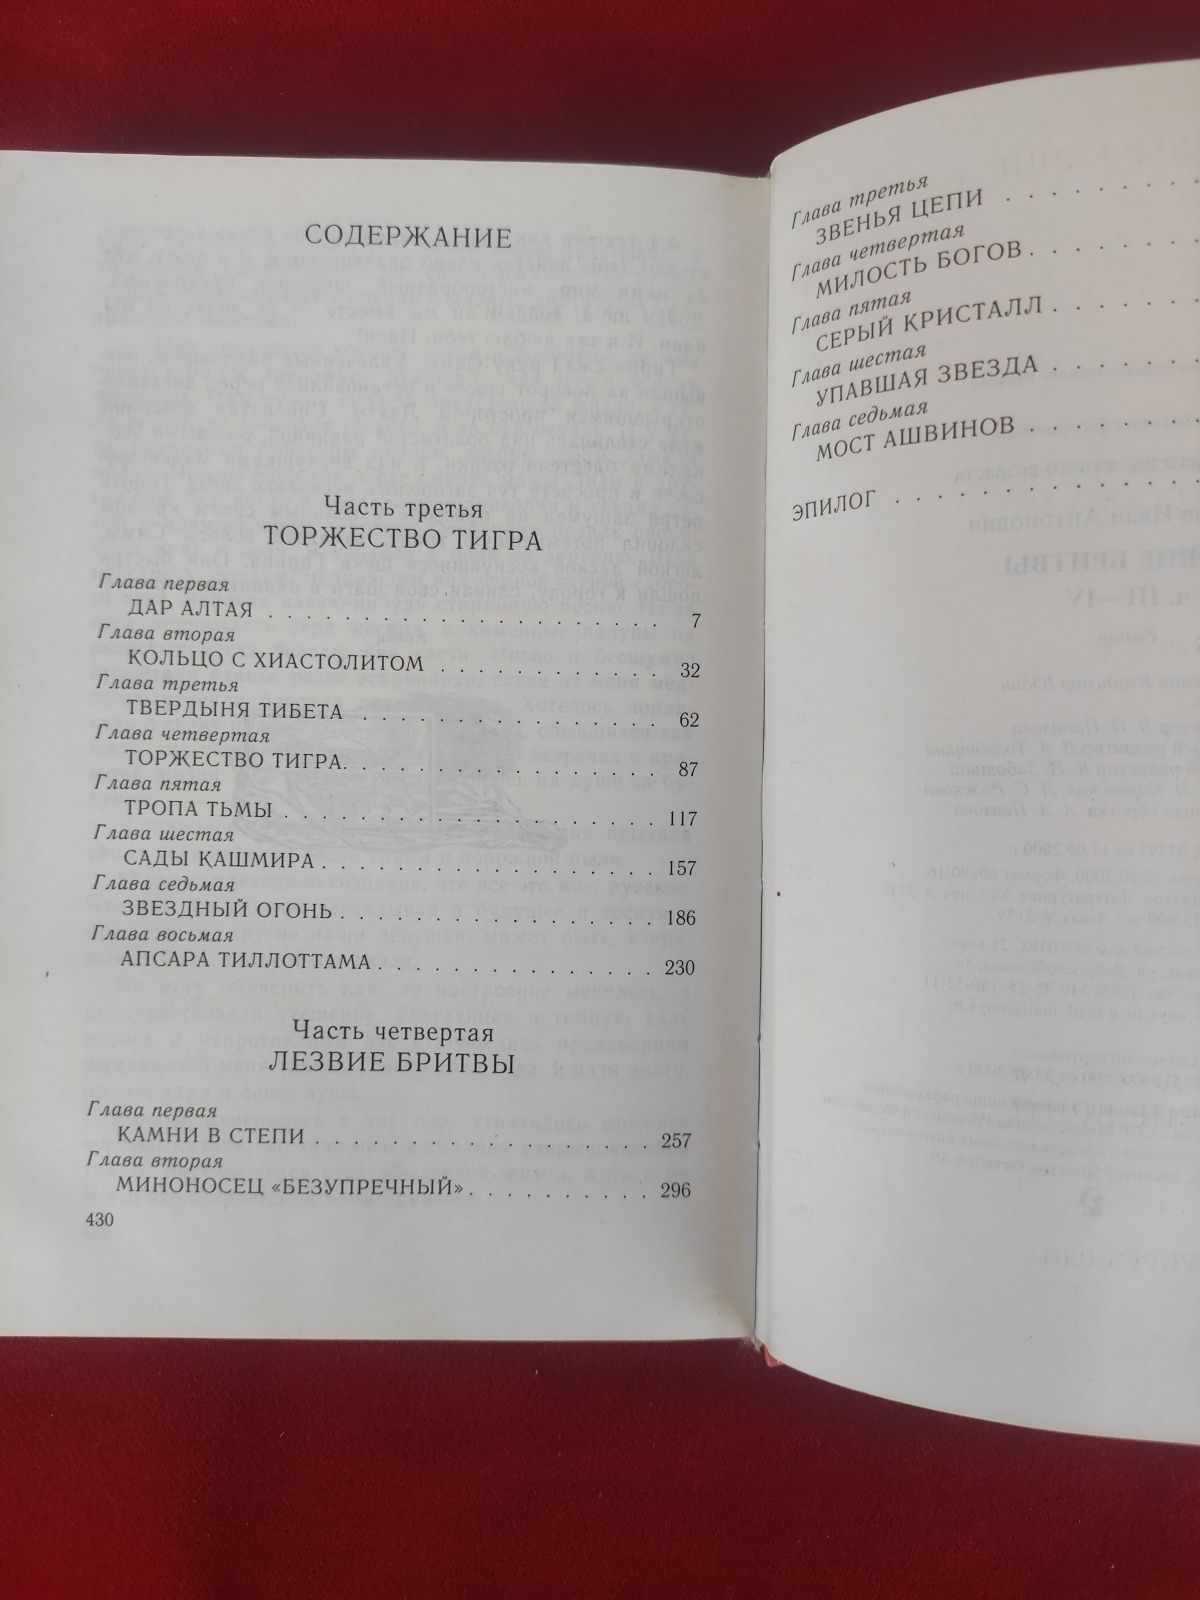 СОДЕРЖАНИЕ
Часть третья
ТОРЖЕСТВО ТИГРА
Глава первая
ДАР АЛТАЯ . . . . . . . . . . . . . . . . . . . . . 7
Глава вторая
КОЛЬЦО С ХИАСТОЛИТОМ . . . . . . . . . . . . 32
Глава третья
ТВЕРДЫНЯ ТИБЕТА . . . . . . . . . . . . . . . . 62
Глава четвертая
ТОРЖЕСТВО ТИГРА. . . . . . . . . . . . . . . . . 87
Глава пятая
ТРОПА ТЬМЫ . . . . . . . . . . . . . . . . . . . 117
Глава шестая
САДЫ КАШМИРА . . . . . . . . . . . . . . . . . 157
Глава седьмая
ЗВЕЗДНЫЙ ОГОНЬ . . . . . . . . . . . . . . . . 186
Глава восьмая
АПСАРА ТИЛЛОТТАМА . . . . . . . . . . . . . . 230
Часть четвертая
ЛЕЗВИЕ БРИТВЫ
Глава первая
КАМНИ В СТЕПИ . . . . . . . . . . . . . . . . . 257
Глава вторая
МИНОНОСЕЦ «БЕЗУПРЕЧНЫЙ» . . . . . . . . . . 296
430
Глава третья
ЗВЕНЬЯ ЦЕПИ . . . . . . . . .
Глава четвертая
МИЛОСТЬ БОГОВ . . . . . . . .
Глава пятая
СЕРЫЙ КРИСТАЛЛ . . . . . . .
Глава шестая
УПАВШАЯ ЗВЕЗДА . . . . . . .
Глава седьмая
МОСТ АШВИНОВ . . . . . . . .
ЭПИЛОГ . . . . . . . . . . . . .